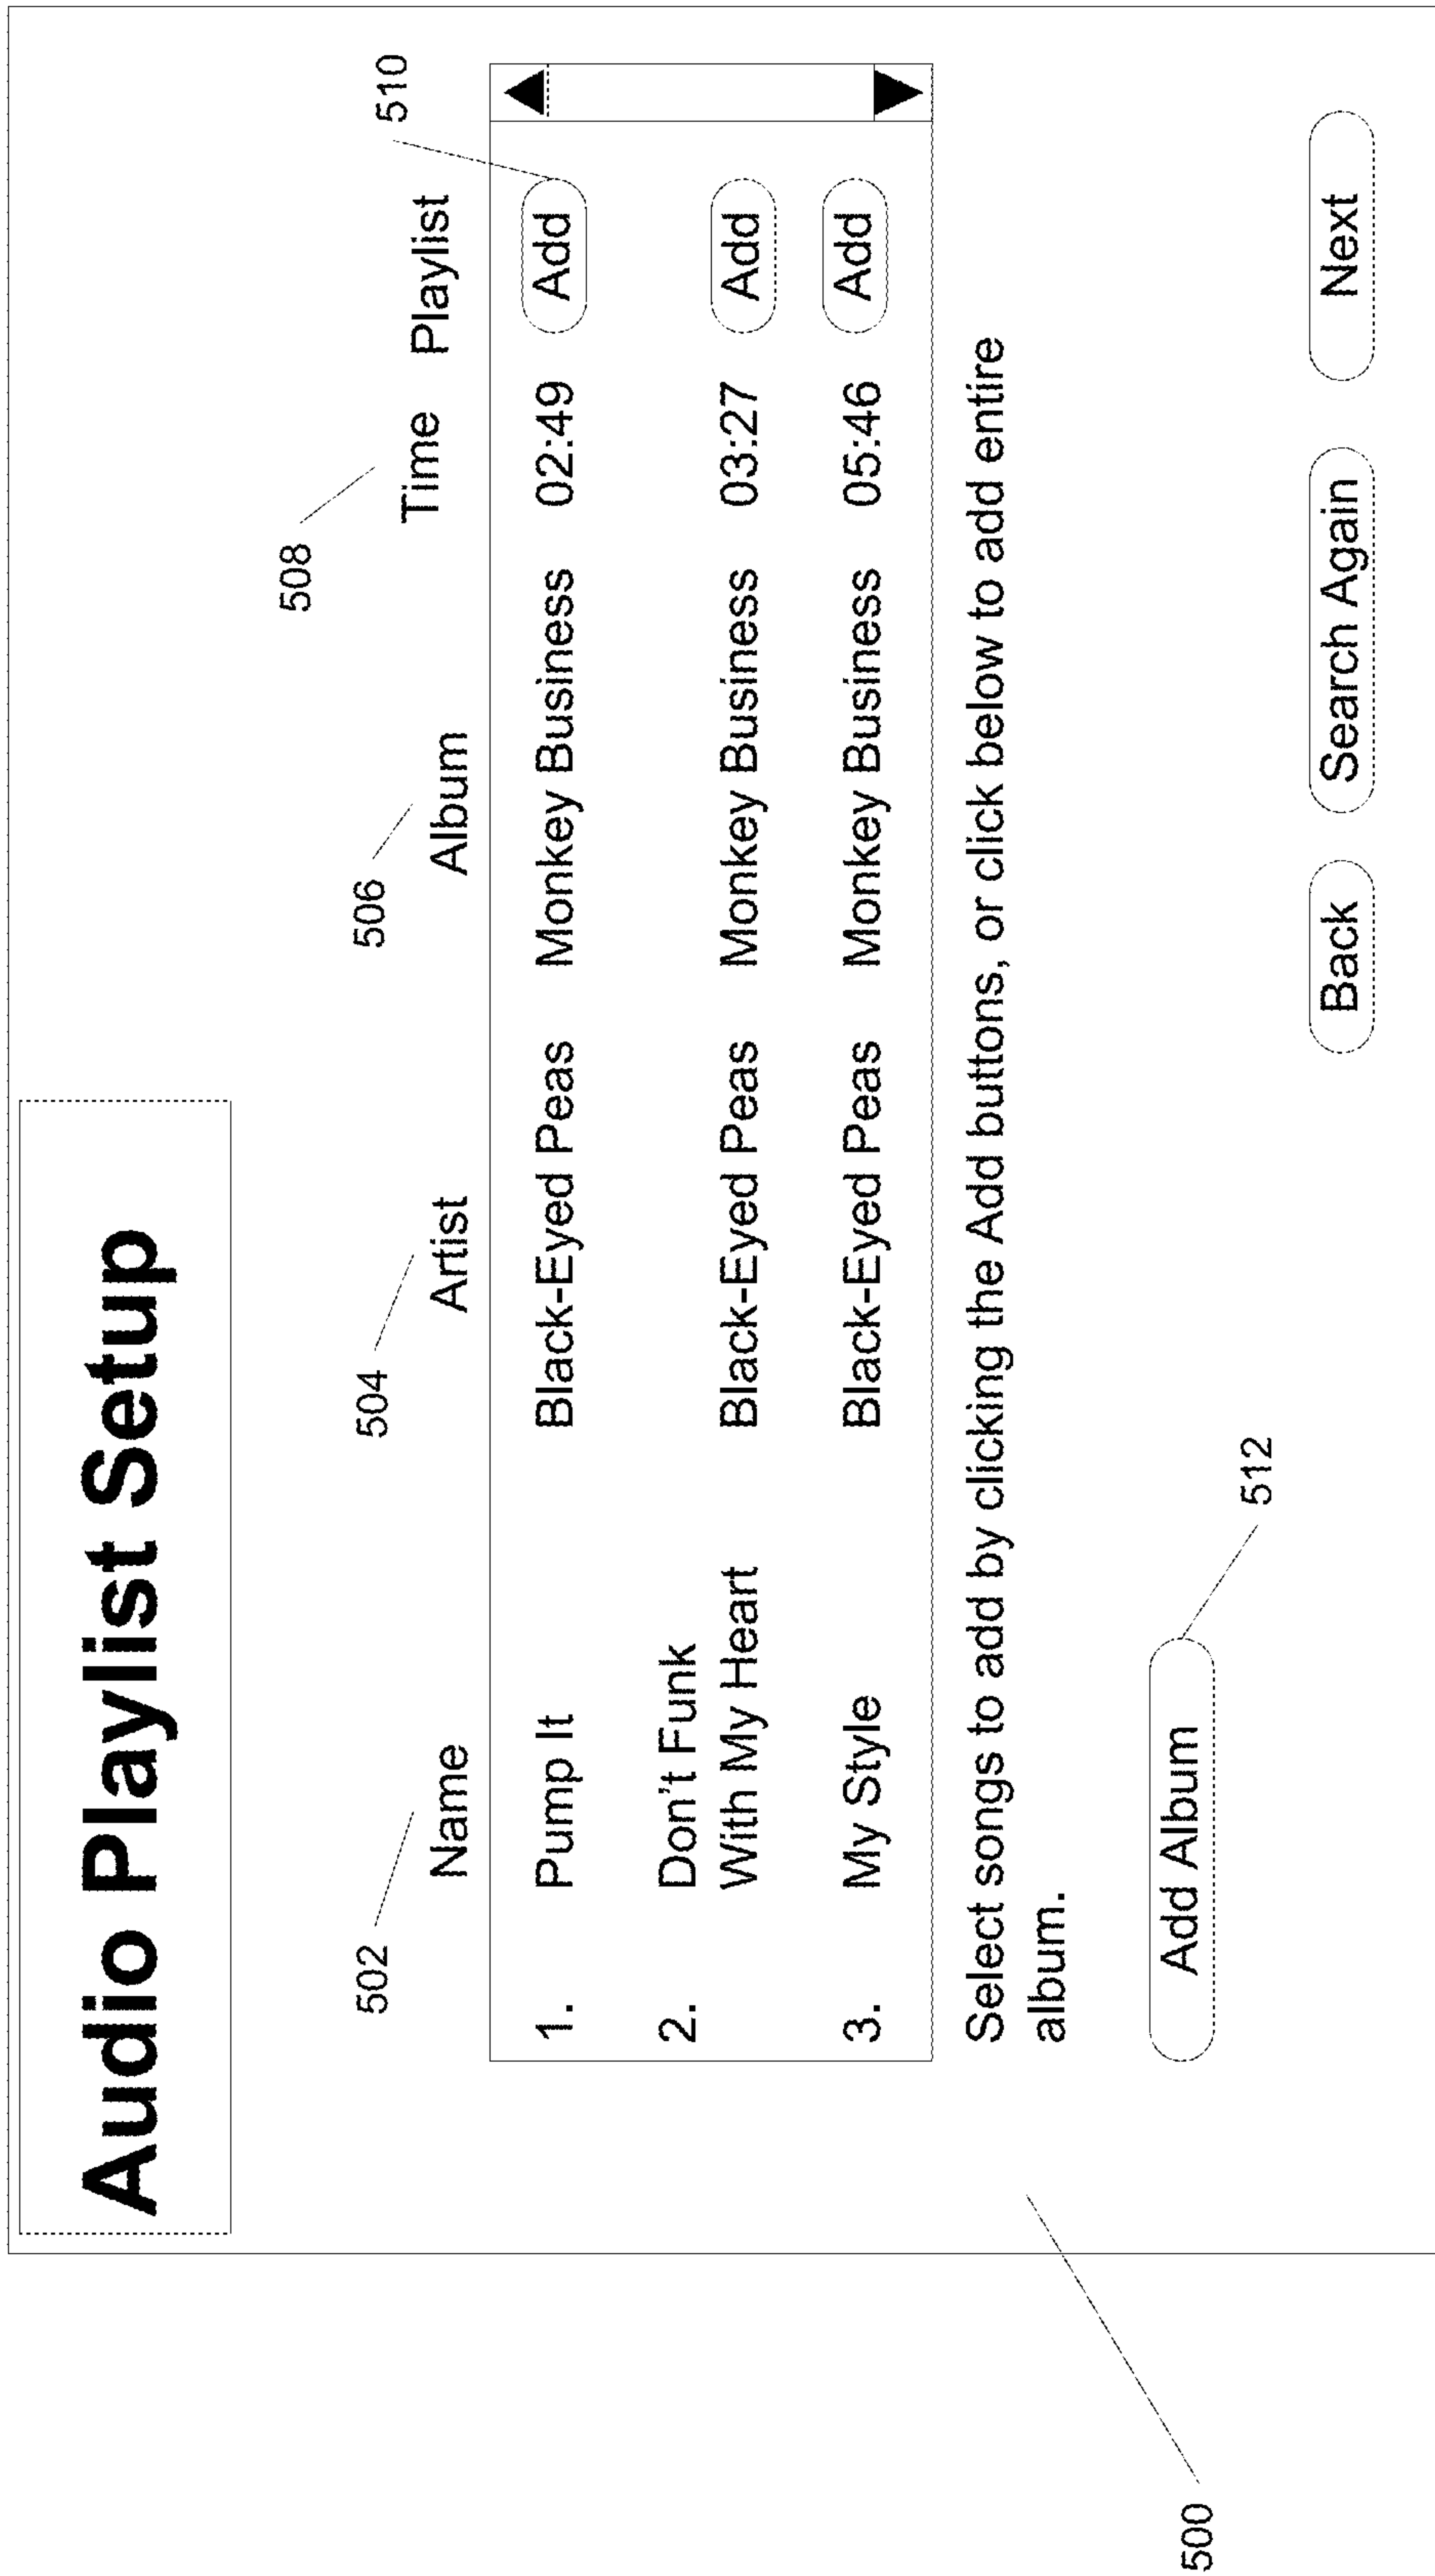 Audio Playlist Setup
508
510
502
504
506
Name Artist Album Time Playlist
1. Pump It Black-Eyed Peas Monkey Business 02:49 Add
2. Don't Funk
With My Heart Black-Eyed Peas Monkey Business 03:27 Add
3. My Style Black-Eyed Peas Monkey Business 05:46 Add
Select songs to add by clicking the Add buttons, or click below to add entire
album.
Add Album
512
500
Back Search Again Next